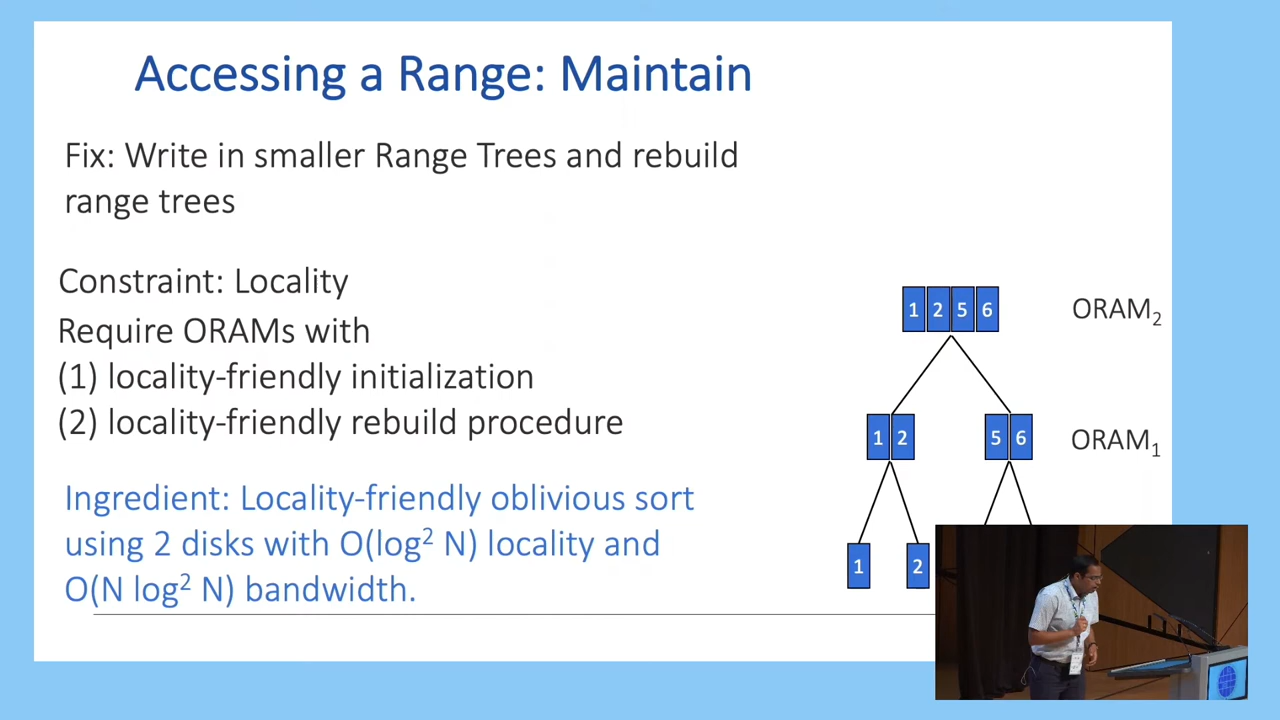 Accessing a Range: Maintain
Fix: Write in smaller Range Trees and rebuild
range trees
Constraint: Locality
Require ORAMs with
(1) locality-friendly initialization
(2) locality-friendly rebuild procedure
Ingredient: Locality-friendly oblivious sort
using 2 disks with O(log² N) locality and
O(N log² N) bandwidth.
1 2 5 6 ORAM₂
1 2 5 6 ORAM₁
1 2